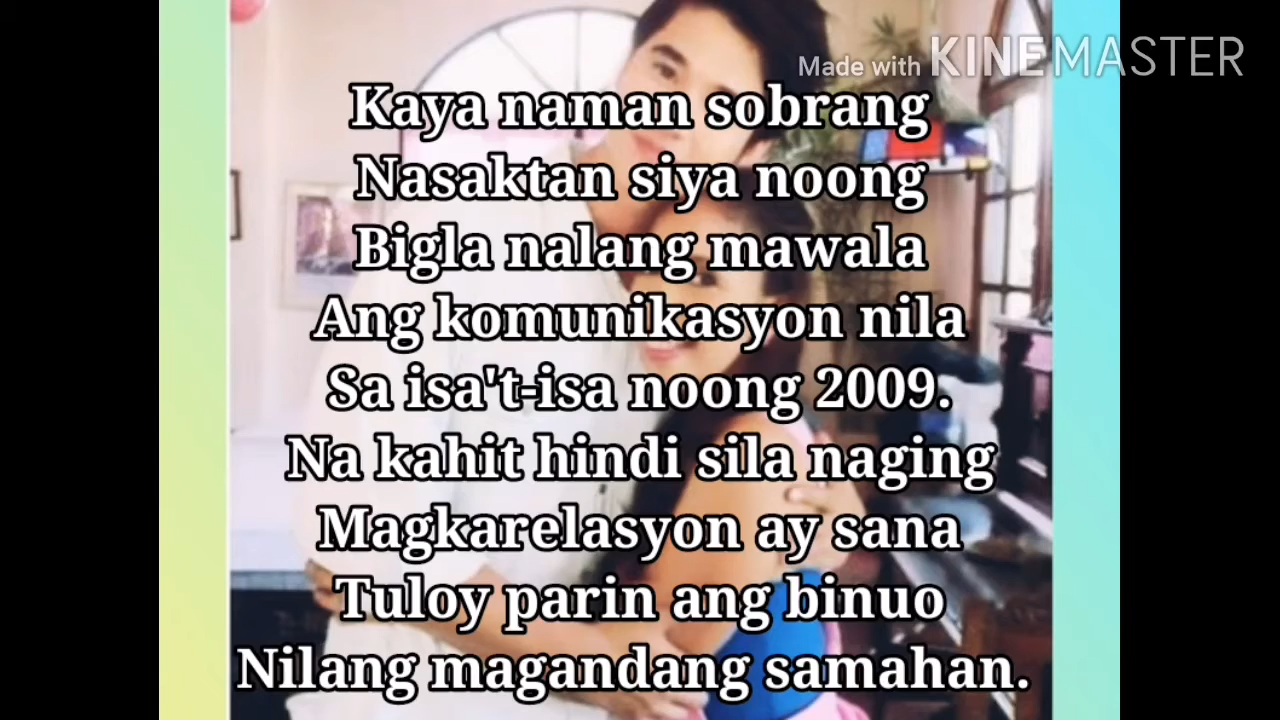 Made with KINEMASTER
Kaya naman sobrang
Nasaktan siya noong
Bigla nalang mawala
Ang komunikasyon nila
Sa isa't-isa noong 2009.
Na kahit hindi sila naging
Magkarelasyon ay sana
Tuloy parin ang binuo
Nilang magandang samahan.